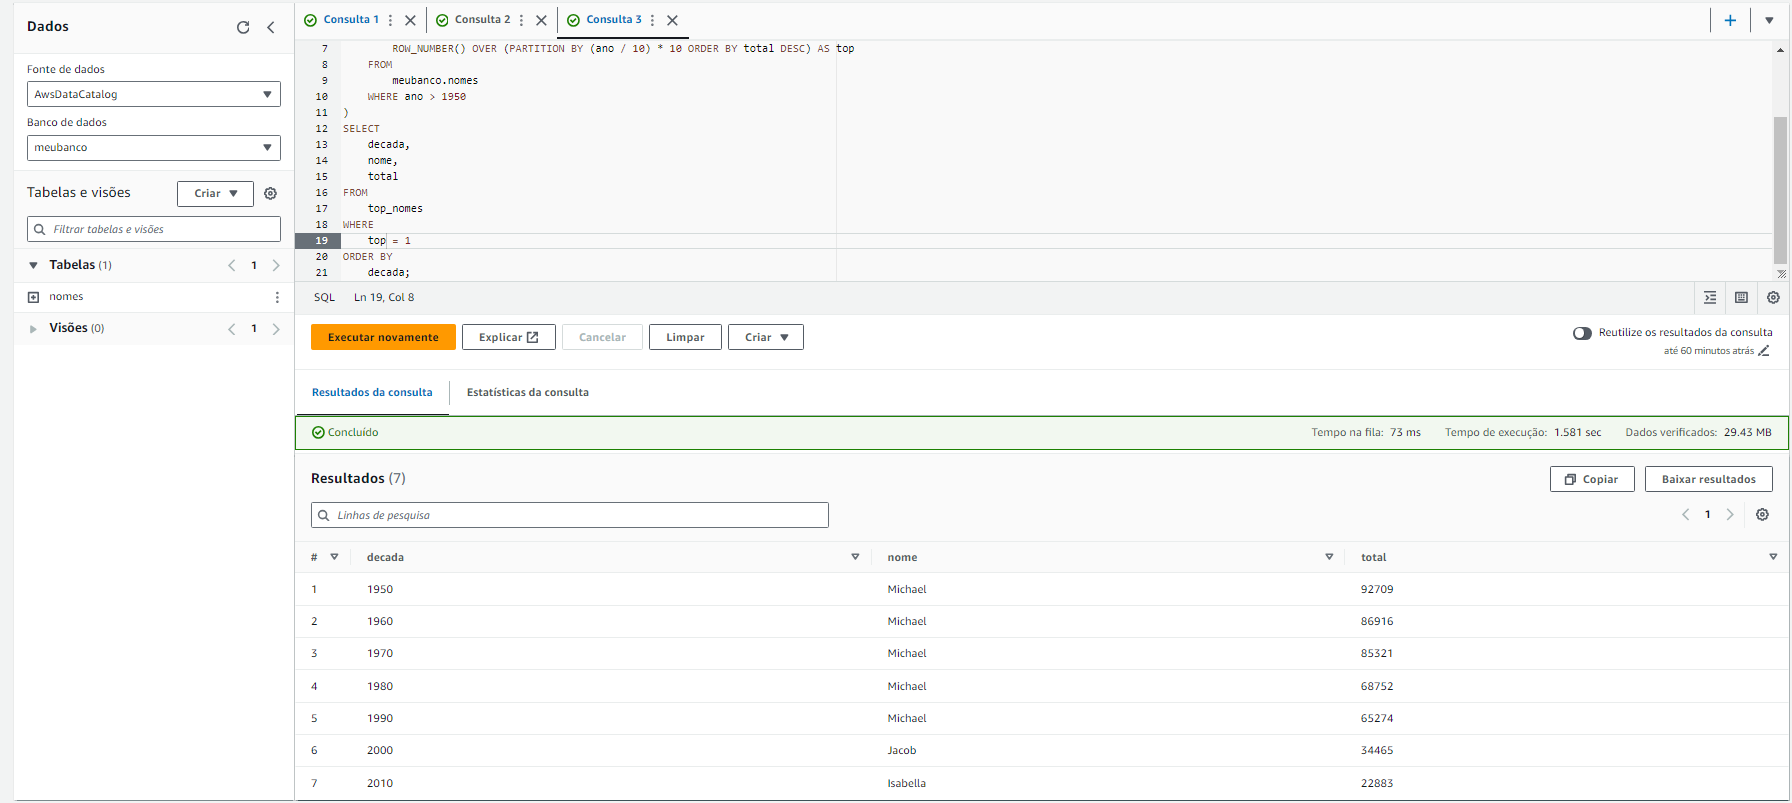 Dados
Fonte de dados
AwsDataCatalog
Banco de dados
meubanco
Tabelas e visões
Criar
Filtrar tabelas e visões
Tabelas (1)
1
nomes
Visões (0)
1
Consulta 1
Consulta 2
Consulta 3
7 ROW_NUMBER() OVER (PARTITION BY (ano / 10) * 10 ORDER BY total DESC) AS top
8 FROM
9 meubanco.nomes
10 WHERE ano > 1950
11 )
12 SELECT
13 decada,
14 nome,
15 total
16 FROM
17 top_nomes
18 WHERE
19 top = 1
20 ORDER BY
21 decada;
SQL Ln 19, Col 8
Executar novamente Explicar Cancelar Limpar Criar
Reutilize os resultados da consulta
até 60 minutos atrás
Resultados da consulta Estatísticas da consulta
Concluído Tempo na fila: 73 ms Tempo de execução: 1.581 sec Dados verificados: 29.43 MB
Resultados (7) Copiar Baixar resultados
Linhas de pesquisa 1
# decada nome total
1 1950 Michael 92709
2 1960 Michael 86916
3 1970 Michael 85321
4 1980 Michael 68752
5 1990 Michael 65274
6 2000 Jacob 34465
7 2010 Isabella 22883